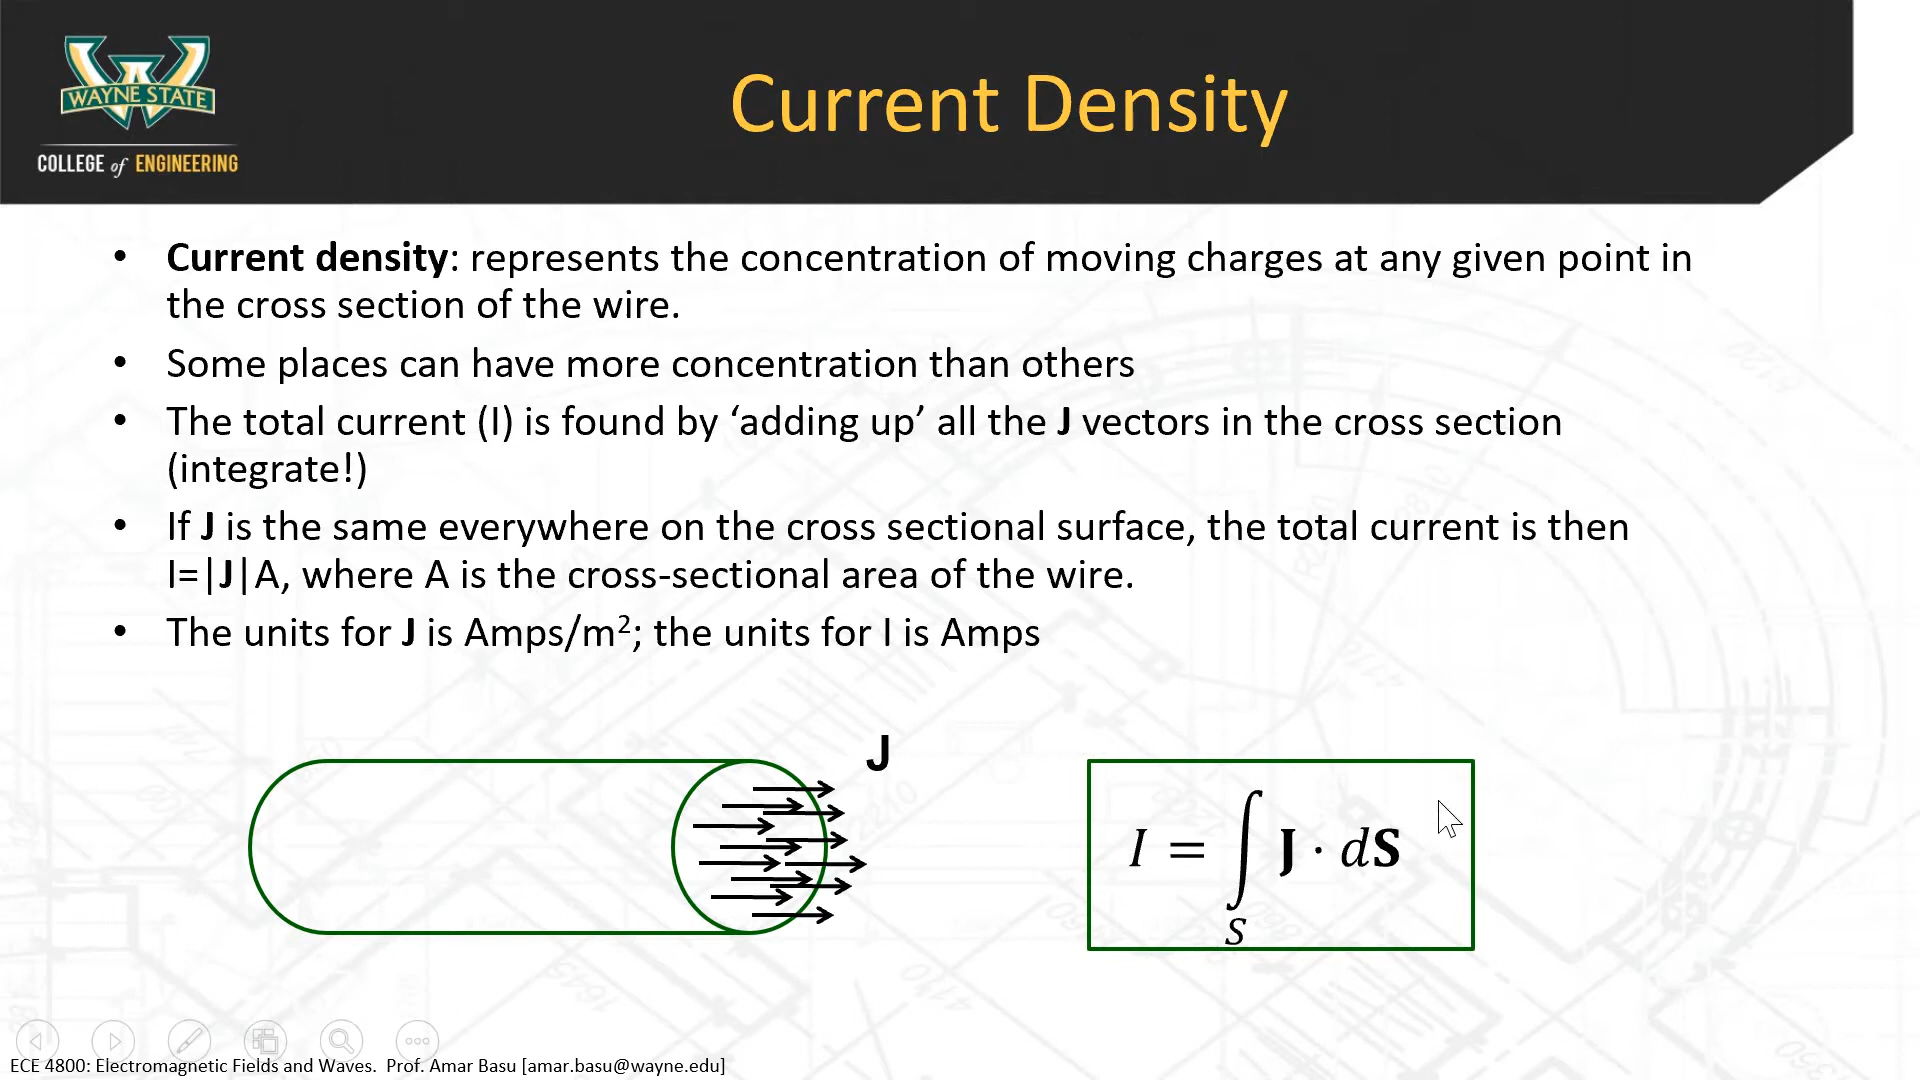 WAYNE STATE
COLLEGE of ENGINEERING
Current Density
• Current density: represents the concentration of moving charges at any given point in
the cross section of the wire.
• Some places can have more concentration than others
• The total current (I) is found by ‘adding up’ all the J vectors in the cross section
(integrate!)
• If J is the same everywhere on the cross sectional surface, the total current is then
I=|J|A, where A is the cross-sectional area of the wire.
• The units for J is Amps/m²; the units for I is Amps
J
I = ∫ J · dS
S
ECE 4800: Electromagnetic Fields and Waves. Prof. Amar Basu [amar.basu@wayne.edu]